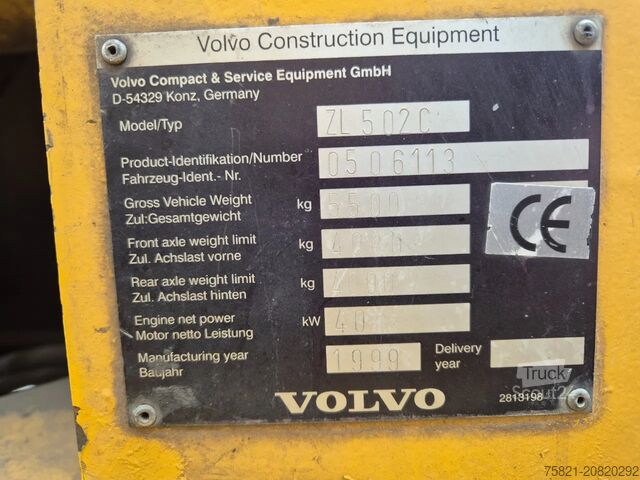 Volvo Construction Equipment
Volvo Compact & Service Equipment GmbH
D-54329 Konz, Germany
Model/Typ ZL 502C
Product-Identifikation/Number 0506113
Fahrzeug-Ident.- Nr.
Gross Vehicle Weight kg 5500
Zul:Gesamtgewicht
CE
Front axle weight limit kg
Zul. Achslast vorne
Rear axle weight limit kg
Zul. Achslast hinten
Engine net power kW 40
Motor netto Leistung
Manufacturing year 1999 Delivery
Baujahr year
Truck
Scout24
VOLVO
2813198
75821-20820292